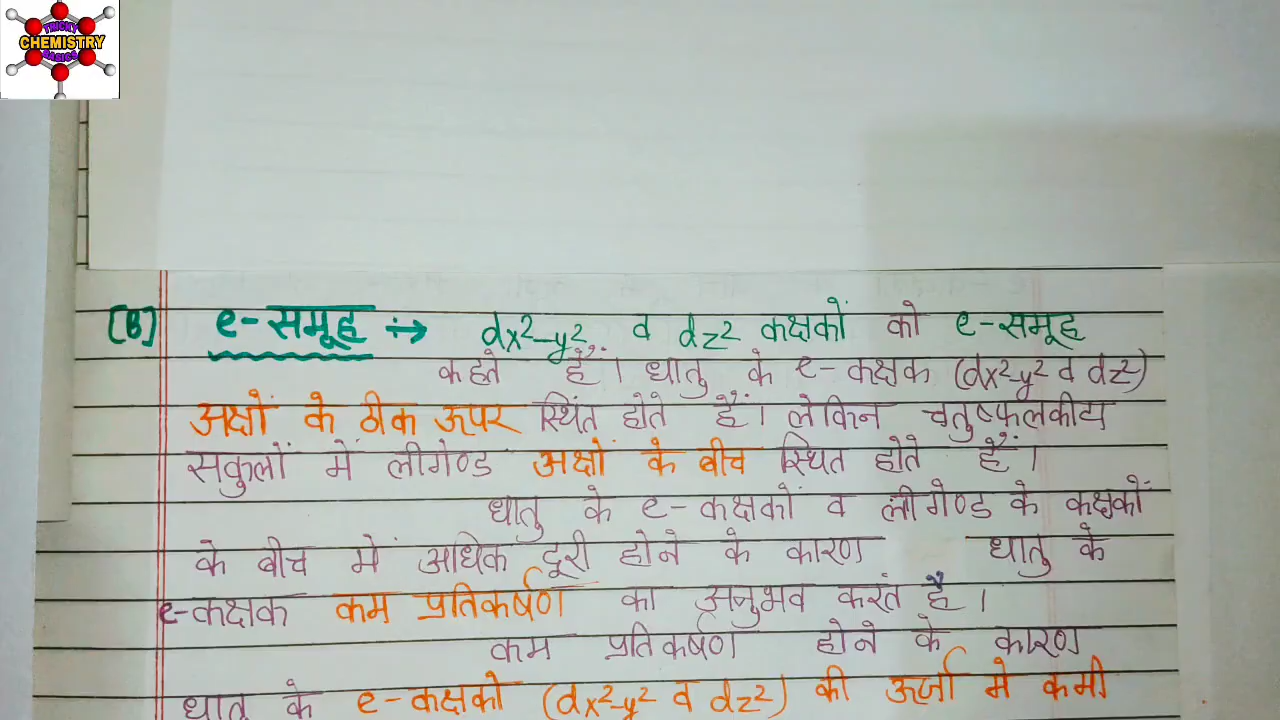 TRICKY
CHEMISTRY
BASICS
[B] e-समूह ÷→ dx²-y² व dz² कक्षकों को e-समूह
कहते हैं। धातु के e-कक्षक (dx²-y² व dz²)
अक्षों के ठीक ऊपर स्थित होते हैं। लेकिन चतुष्फलकीय
सकुलों में लीगेण्ड अक्षों के बीच स्थित होते हैं।
धातु के e-कक्षकों व लीगेण्ड के कक्षकों
के बीच में अधिक दूरी होने के कारण धातु के
e-कक्षक कम प्रतिकर्षण का अनुभव करते है।
कम प्रतिकर्षण होने के कारण
धातु के e-कक्षको (dx²-y² व dz²) की ऊर्जा मे कमी